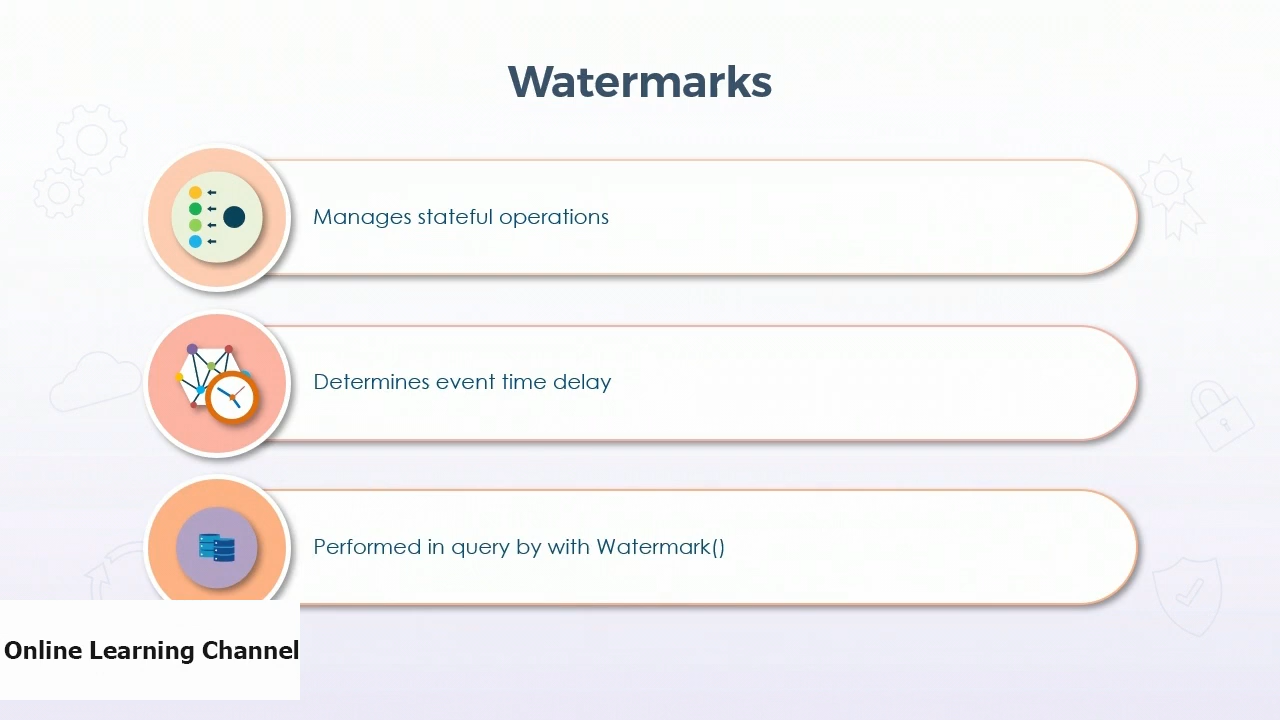 Watermarks
Manages stateful operations
Determines event time delay
Performed in query by with Watermark()
Online Learning Channel